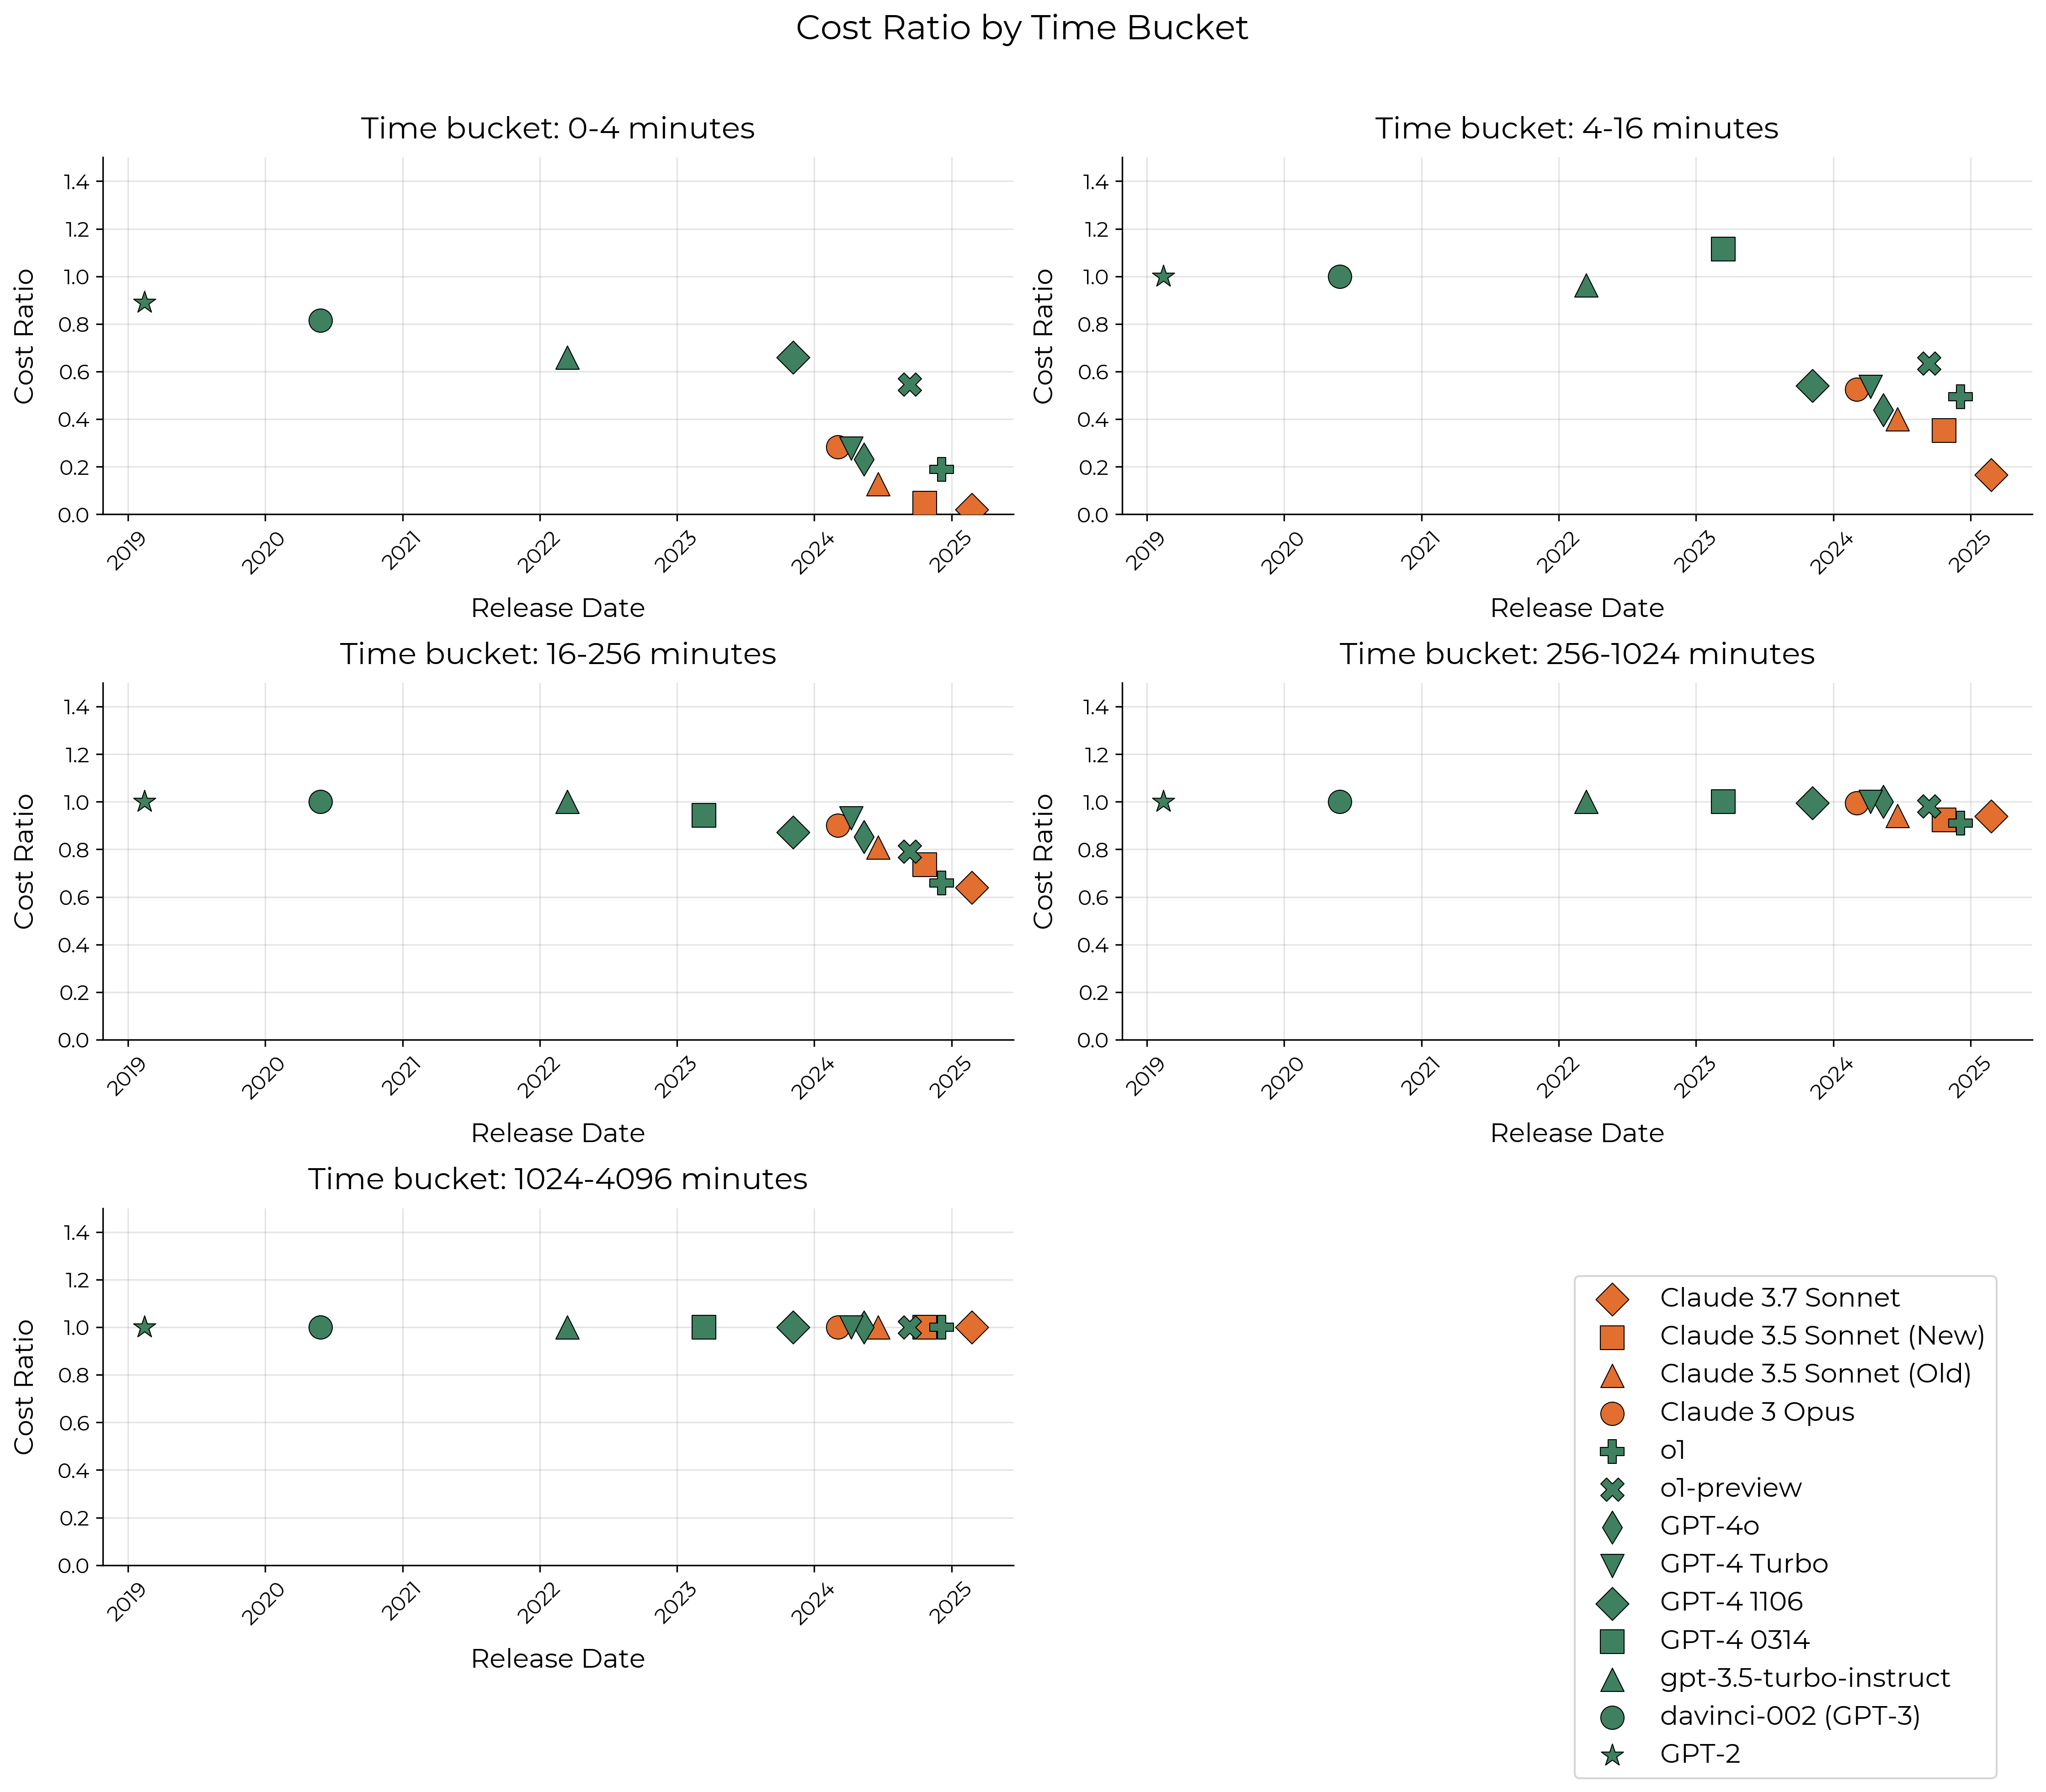 Cost Ratio by Time Bucket
Time bucket: 0-4 minutes
Cost Ratio
1.4
1.2
1.0
0.8
0.6
0.4
0.2
0.0
2019
2020
2021
2022
2023
2024
2025
Release Date
Time bucket: 4-16 minutes
Cost Ratio
1.4
1.2
1.0
0.8
0.6
0.4
0.2
0.0
2019
2020
2021
2022
2023
2024
2025
Release Date
Time bucket: 16-256 minutes
Cost Ratio
1.4
1.2
1.0
0.8
0.6
0.4
0.2
0.0
2019
2020
2021
2022
2023
2024
2025
Release Date
Time bucket: 256-1024 minutes
Cost Ratio
1.4
1.2
1.0
0.8
0.6
0.4
0.2
0.0
2019
2020
2021
2022
2023
2024
2025
Release Date
Time bucket: 1024-4096 minutes
Cost Ratio
1.4
1.2
1.0
0.8
0.6
0.4
0.2
0.0
2019
2020
2021
2022
2023
2024
2025
Release Date
Claude 3.7 Sonnet
Claude 3.5 Sonnet (New)
Claude 3.5 Sonnet (Old)
Claude 3 Opus
o1
o1-preview
GPT-4o
GPT-4 Turbo
GPT-4 1106
GPT-4 0314
gpt-3.5-turbo-instruct
davinci-002 (GPT-3)
GPT-2